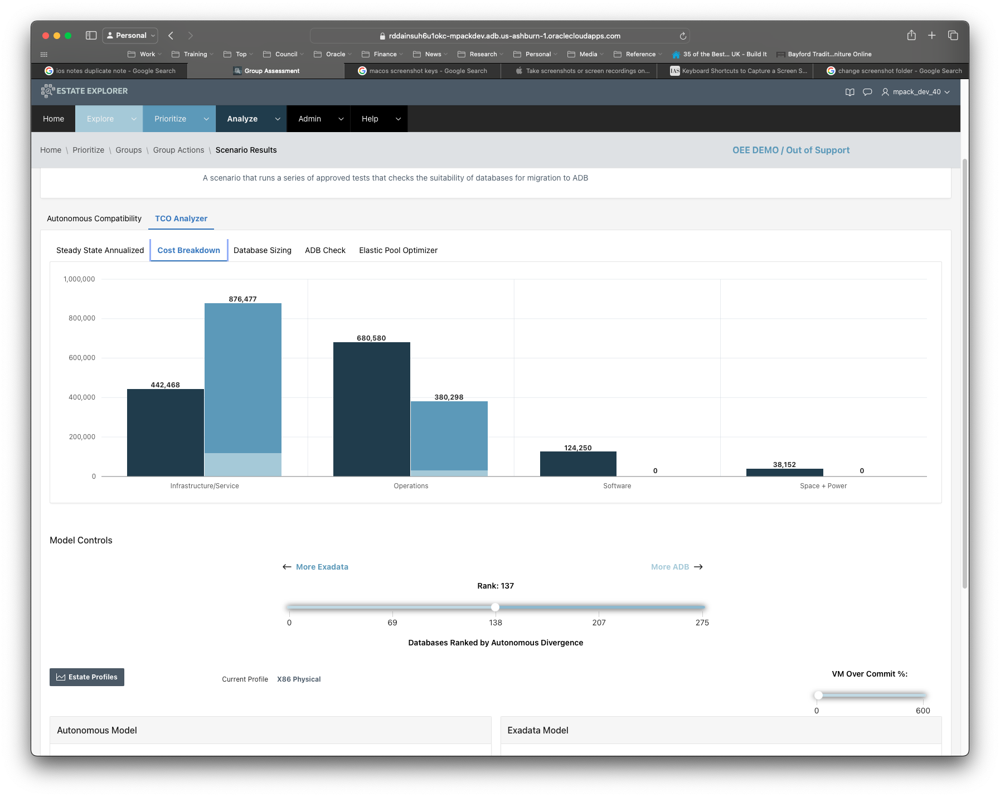 Personal
rddainsuh6u1okc-mpackdev.adb.us-ashburn-1.oraclecloudapps.com
Work Training Top Council Oracle Finance News Research Personal Media Reference 35 of the Best... UK - Build It Bayford Tradit...niture Online
ios notes duplicate note - Google Search Group Assessment macos screenshot keys - Google Search Take screenshots or screen recordings on... IAS Keyboard Shortcuts to Capture a Screen S... change screenshot folder - Google Search
ESTATE EXPLORER mpack_dev_40
Home Explore Prioritize Analyze Admin Help
Home \ Prioritize \ Groups \ Group Actions \ Scenario Results OEE DEMO / Out of Support
A scenario that runs a series of approved tests that checks the suitability of databases for migration to ADB
Autonomous Compatibility TCO Analyzer
Steady State Annualized Cost Breakdown Database Sizing ADB Check Elastic Pool Optimizer
1,000,000
876,477
800,000
680,580
600,000
442,468
400,000 380,298
200,000
124,250
38,152
0 0
0
Infrastructure/Service Operations Software Space + Power
Model Controls
More Exadata More ADB
Rank: 137
0 69 138 207 275
Databases Ranked by Autonomous Divergence
Estate Profiles Current Profile X86 Physical VM Over Commit %:
0 600
Autonomous Model Exadata Model